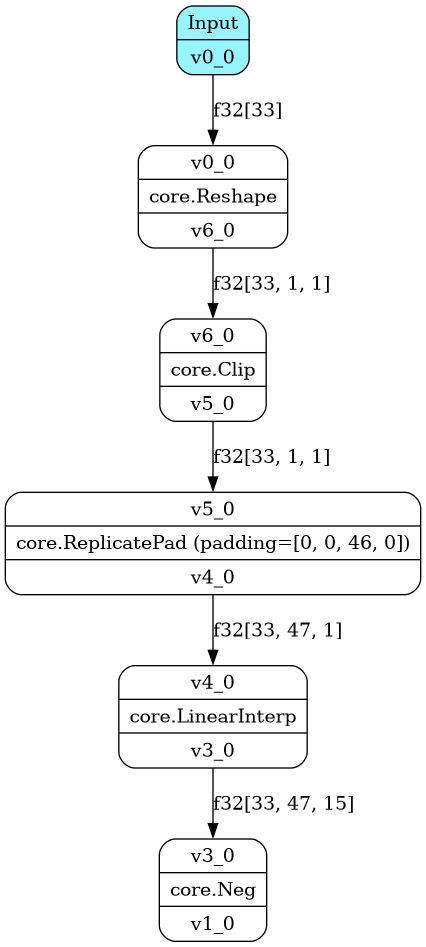 Input
v0_0
f32[33]
v0_0
core.Reshape
v6_0
f32[33, 1, 1]
v6_0
core.Clip
v5_0
f32[33, 1, 1]
v5_0
core.ReplicatePad (padding=[0, 0, 46, 0])
v4_0
f32[33, 47, 1]
v4_0
core.LinearInterp
v3_0
f32[33, 47, 15]
v3_0
core.Neg
v1_0